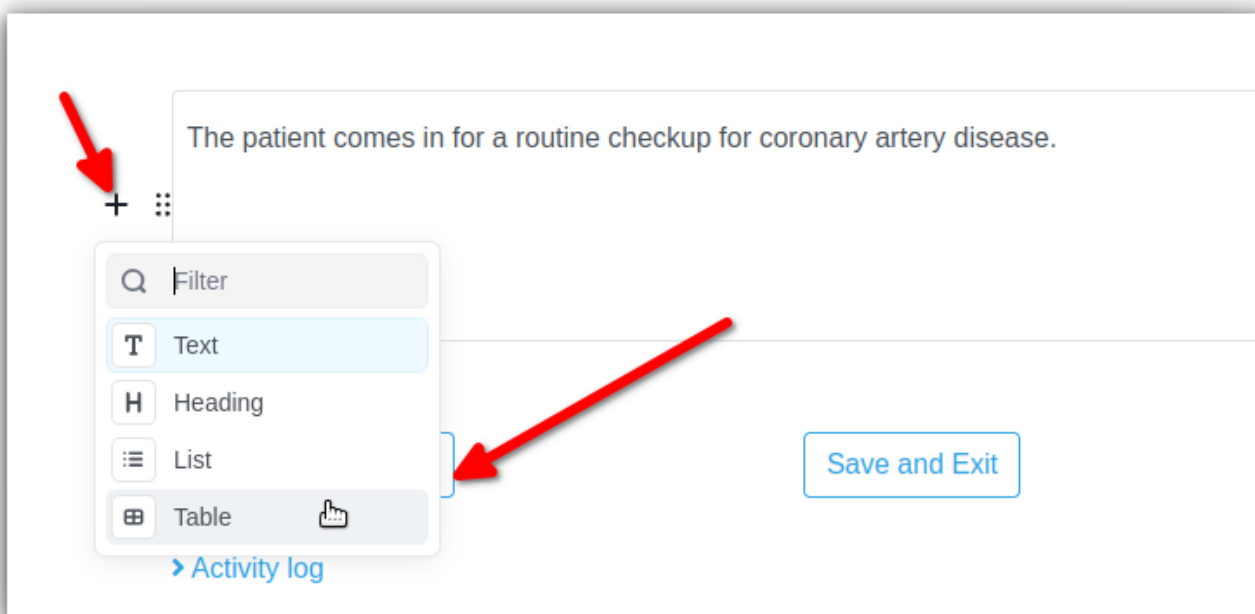 The patient comes in for a routine checkup for coronary artery disease.
Filter
Text
Heading
List
Table
Save and Exit
Activity log